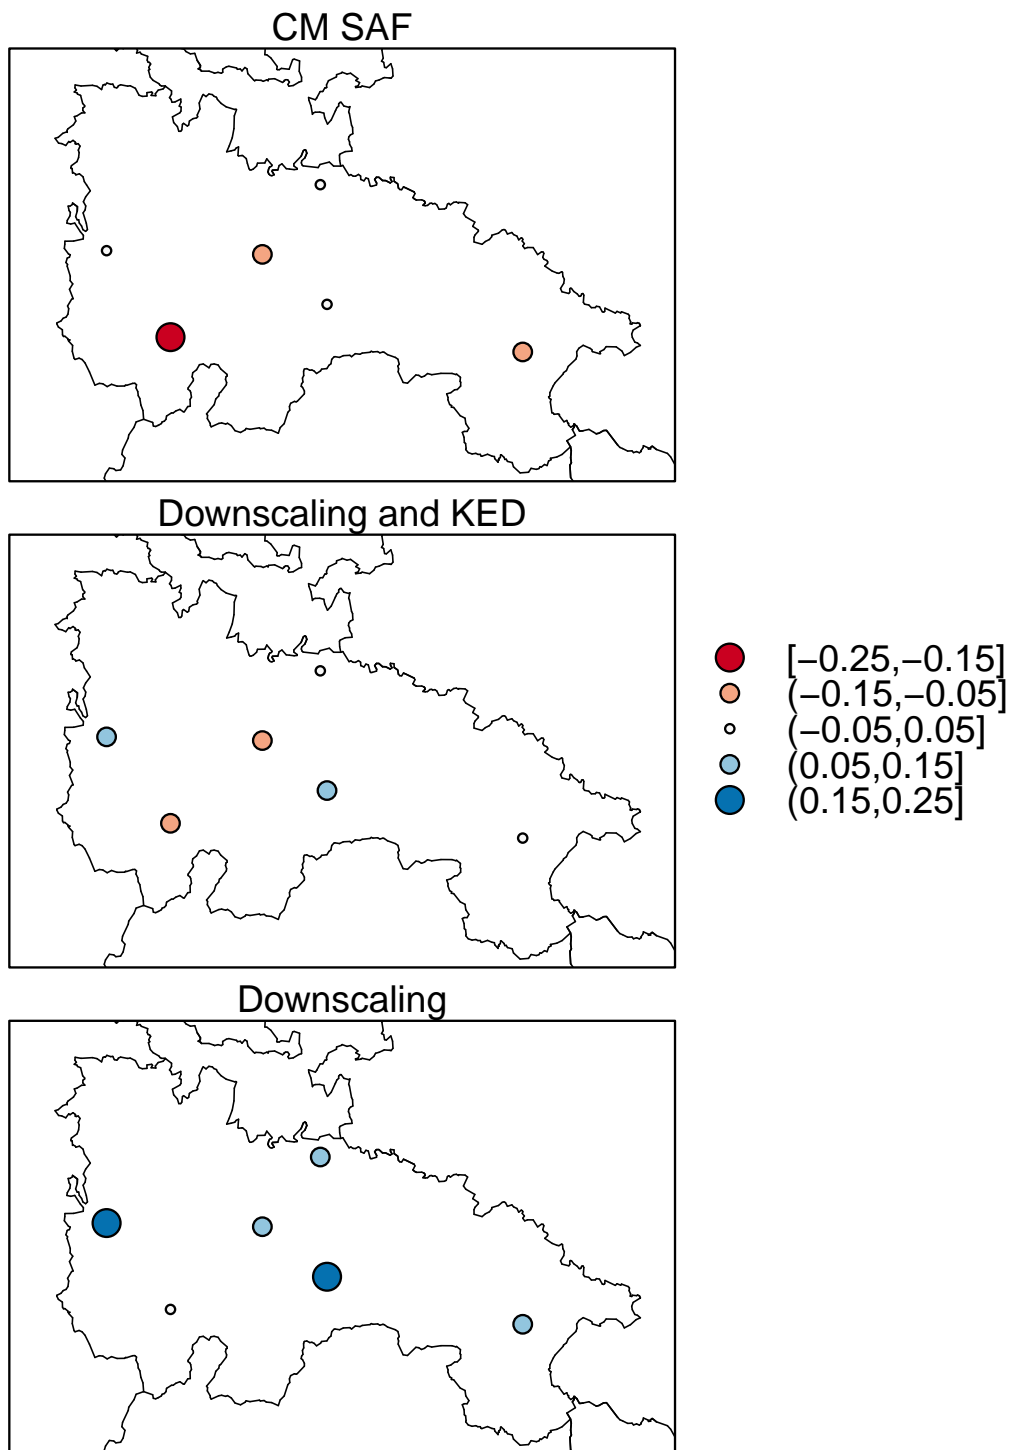 CM SAF
Downscaling and KED
[−0.25,−0.15]
(−0.15,−0.05]
(−0.05,0.05]
(0.05,0.15]
(0.15,0.25]
Downscaling